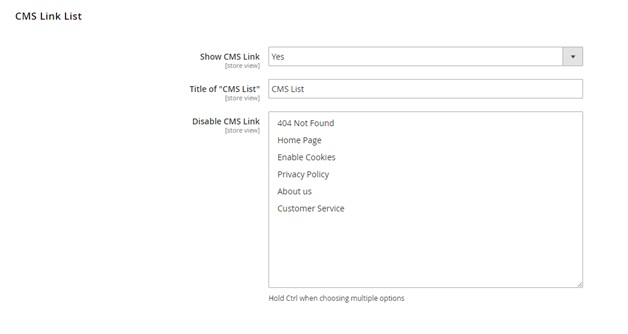 CMS Link List
Show CMS Link
[store view]
Yes
Title of "CMS List"
[store view]
CMS List
Disable CMS Link
[store view]
404 Not Found
Home Page
Enable Cookies
Privacy Policy
About us
Customer Service
Hold Ctrl when choosing multiple options